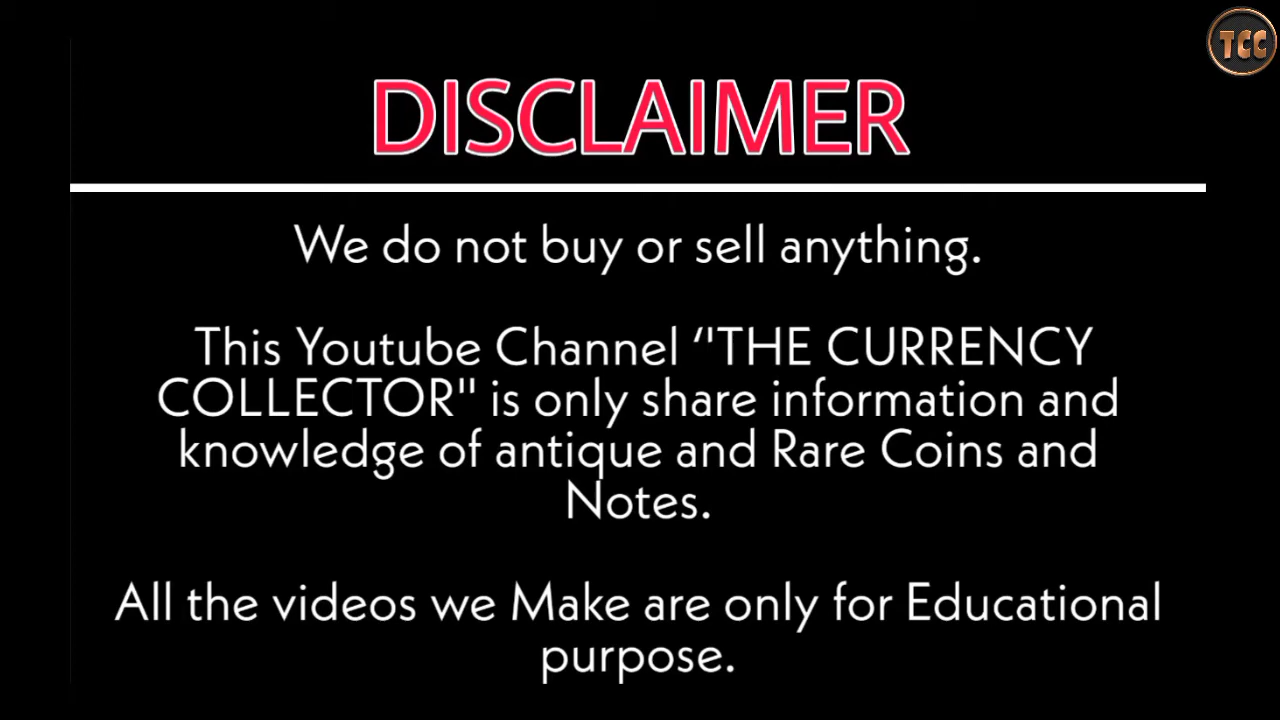 TCC
DISCLAIMER
We do not buy or sell anything.
This Youtube Channel “THE CURRENCY
COLLECTOR" is only share information and
knowledge of antique and Rare Coins and
Notes.
All the videos we Make are only for Educational
purpose.